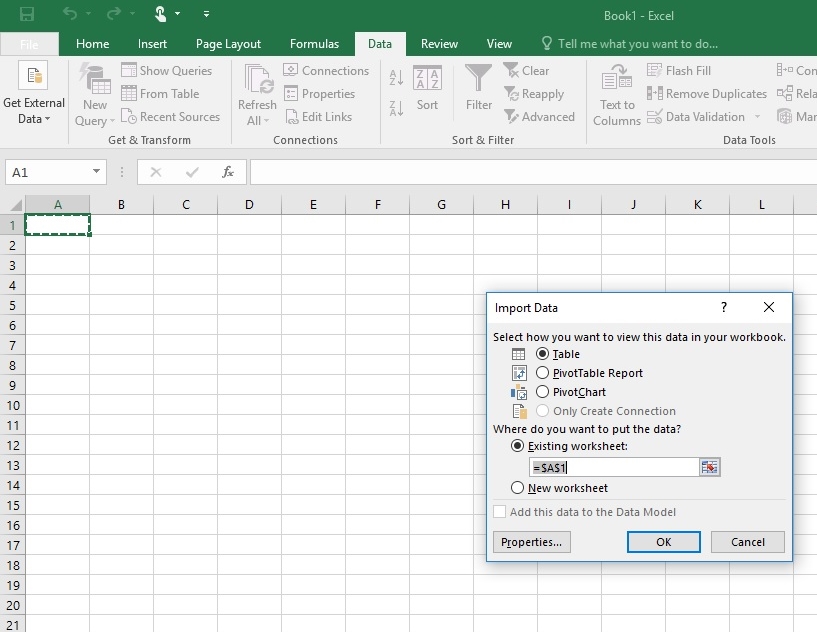 Book1 - Excel
File Home Insert Page Layout Formulas Data Review View Tell me what you want to do...
Get External Data
New Query
Show Queries
From Table
Recent Sources
Get & Transform
Refresh All
Connections
Properties
Edit Links
Connections
A Z
Z A
Z A A Z
Sort
Filter
Clear
Reapply
Advanced
Sort & Filter
Text to Columns
Flash Fill
Remove Duplicates
Data Validation
Data Tools
A1
fx
A B C D E F G H I J K L
1
2
3
4
5
6
7
8
9
10
11
12
13
14
15
16
17
18
19
20
21
Import Data ?
Select how you want to view this data in your workbook.
Table
PivotTable Report
PivotChart
Only Create Connection
Where do you want to put the data?
Existing worksheet:
=$A$1
New worksheet
Add this data to the Data Model
Properties... OK Cancel